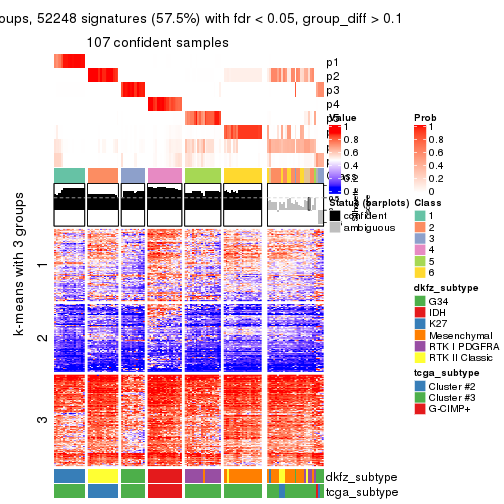 oups, 52248 signatures (57.5%) with fdr < 0.05, group_diff > 0.1
107 confident samples
p1
p2
p3
p4
Value
1
0.8
0.6
0.4
0.2
0
Prob
1
0.8
0.6
0.4
0.2
0
Status (barplots)
confident
ambiguous
Class
1
2
3
4
5
6
dkfz_subtype
G34
IDH
K27
Mesenchymal
RTK I PDGFRA
RTK II Classic
tcga_subtype
Cluster #2
Cluster #3
G-CIMP+
k-means with 3 groups
1
2
3
dkfz_subtype
tcga_subtype